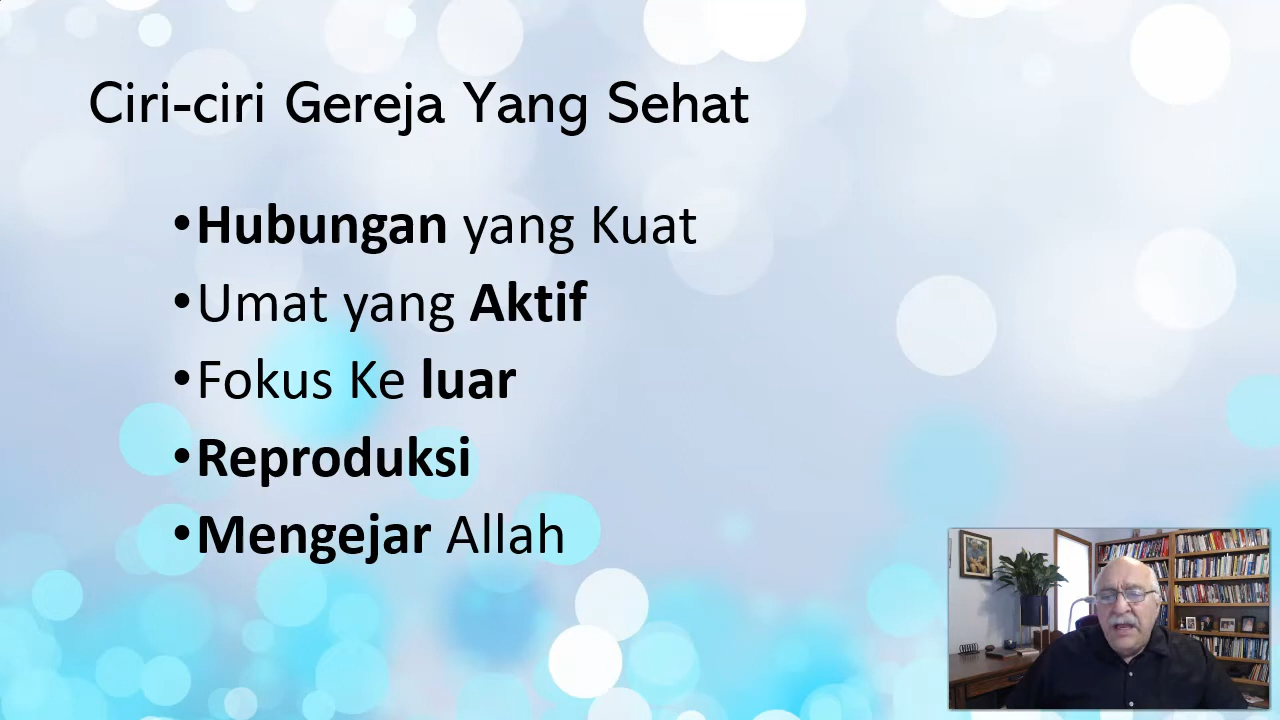 Ciri-ciri Gereja Yang Sehat
•Hubungan yang Kuat
•Umat yang Aktif
•Fokus Ke luar
•Reproduksi
•Mengejar Allah